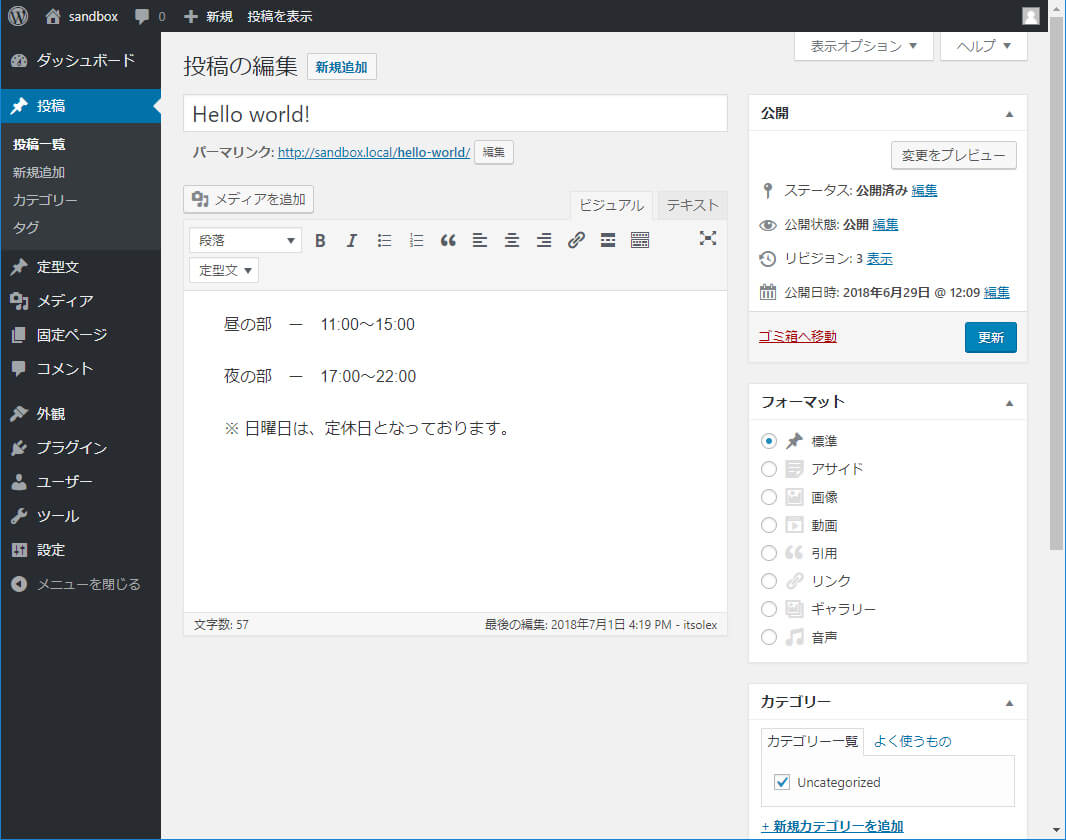 sandbox 0 新規 投稿を表示
ダッシュボード
投稿
投稿一覧
新規追加
カテゴリー
タグ
定型文
メディア
固定ページ
コメント
外観
プラグイン
ユーザー
ツール
設定
メニューを閉じる
表示オプション ▼ ヘルプ ▼
投稿の編集 新規追加
Hello world!
パーマリンク: http://sandbox.local/hello-world/ 編集
メディアを追加
ビジュアル テキスト
段落 ▼ B I
定型文 ▼
昼の部 － 11:00～15:00
夜の部 － 17:00～22:00
※ 日曜日は、定休日となっております。
文字数: 57 最後の編集: 2018年7月1日 4:19 PM - itsolex
公開
変更をプレビュー
ステータス: 公開済み 編集
公開状態: 公開 編集
リビジョン: 3 表示
公開日時: 2018年6月29日 @ 12:09 編集
ゴミ箱へ移動 更新
フォーマット
標準
アサイド
画像
動画
引用
リンク
ギャラリー
音声
カテゴリー
カテゴリー一覧 よく使うもの
Uncategorized
+ 新規カテゴリーを追加